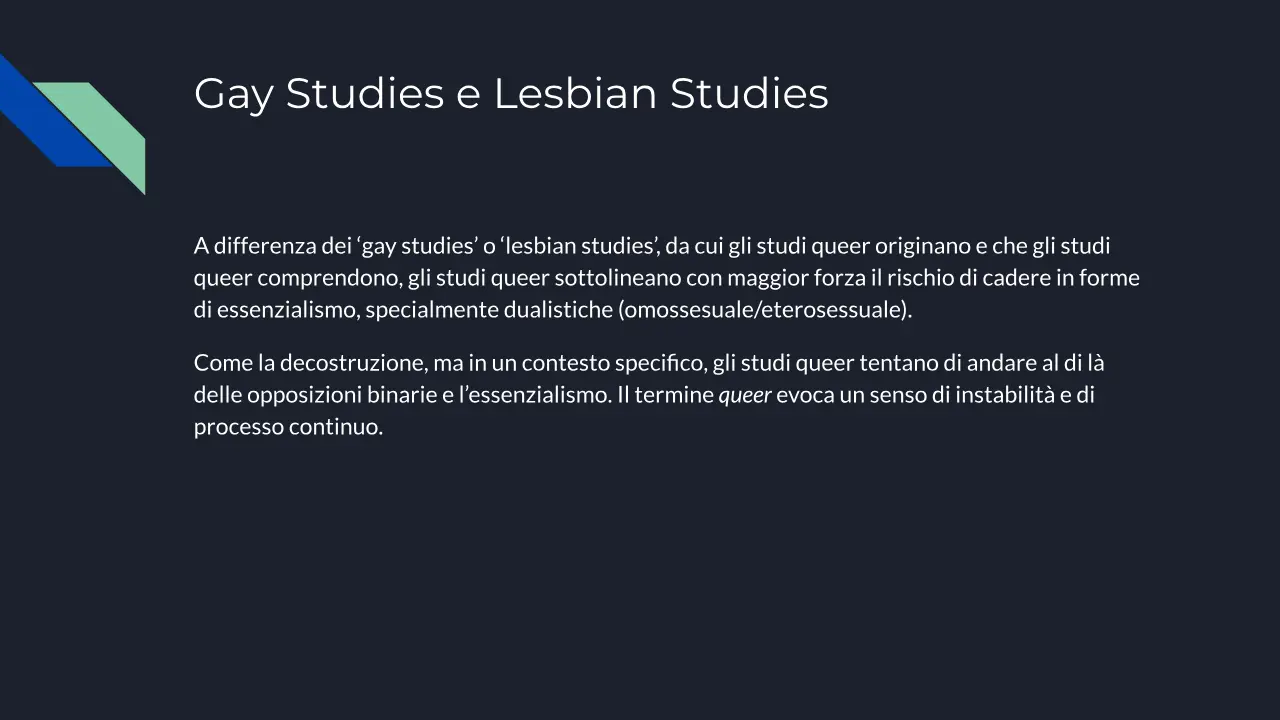 Gay Studies e Lesbian Studies
A differenza dei ‘gay studies’ o ‘lesbian studies’, da cui gli studi queer originano e che gli studi
queer comprendono, gli studi queer sottolineano con maggior forza il rischio di cadere in forme
di essenzialismo, specialmente dualistiche (omossesuale/eterosessuale).
Come la decostruzione, ma in un contesto specifico, gli studi queer tentano di andare al di là
delle opposizioni binarie e l’essenzialismo. Il termine queer evoca un senso di instabilità e di
processo continuo.